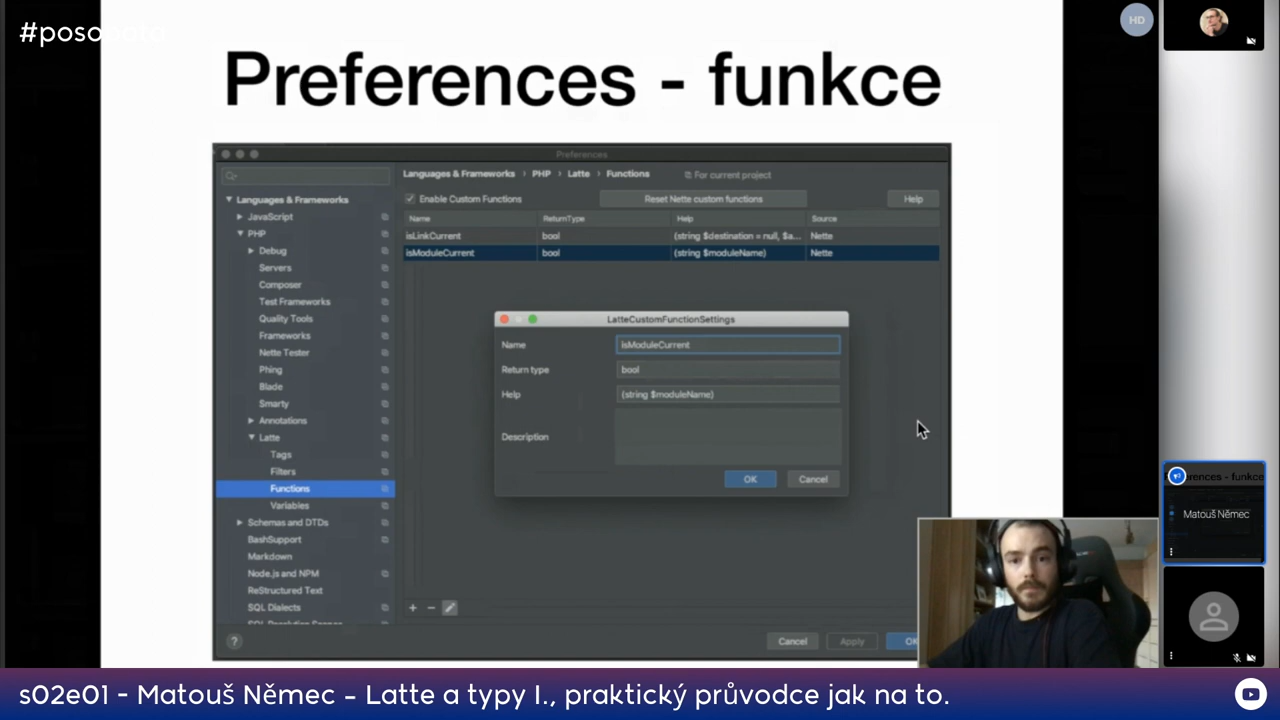 #posobota
HD
Preferences - funkce
Preferences
Languages & Frameworks › PHP › Latte › Functions
For current project
Enable Custom Functions
Reset Nette custom functions
Help
Name
ReturnType
Help
Source
isLinkCurrent
bool
(string $destination = null, $a...
Nette
isModuleCurrent
bool
(string $moduleName)
Nette
Languages & Frameworks
JavaScript
PHP
Debug
Servers
Composer
Test Frameworks
Quality Tools
Frameworks
Nette Tester
Phing
Blade
Smarty
Annotations
Latte
Tags
Filters
Functions
Variables
Schemas and DTDs
BashSupport
Markdown
Node.js and NPM
ReStructured Text
SQL Dialects
LatteCustomFunctionSettings
Name
isModuleCurrent
Return type
bool
Help
(string $moduleName)
Description
OK
Cancel
Cancel
Apply
OK
erences - funkce
Matouš Němec
s02e01 - Matouš Němec – Latte a typy I., praktický průvodce jak na to.